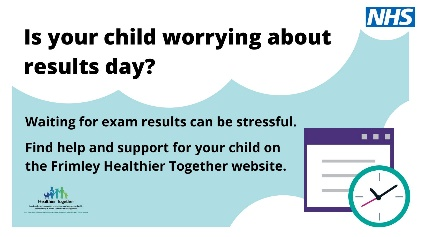 NHS
Is your child worrying about
results day?
Waiting for exam results can be stressful.
Find help and support for your child on
the Frimley Healthier Together website.
Healthier Together